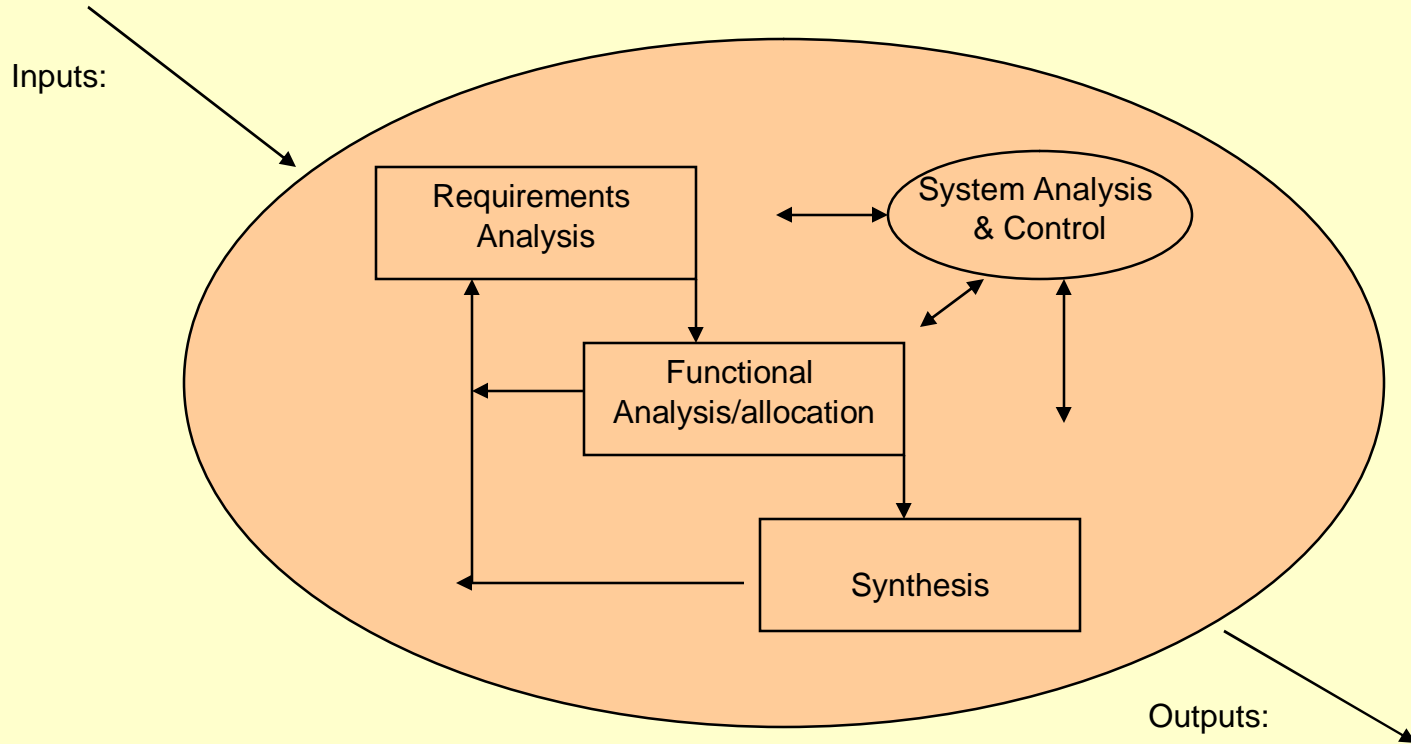 Inputs:
Requirements
Analysis
System Analysis
& Control
Functional
Analysis/allocation
Synthesis
Outputs: